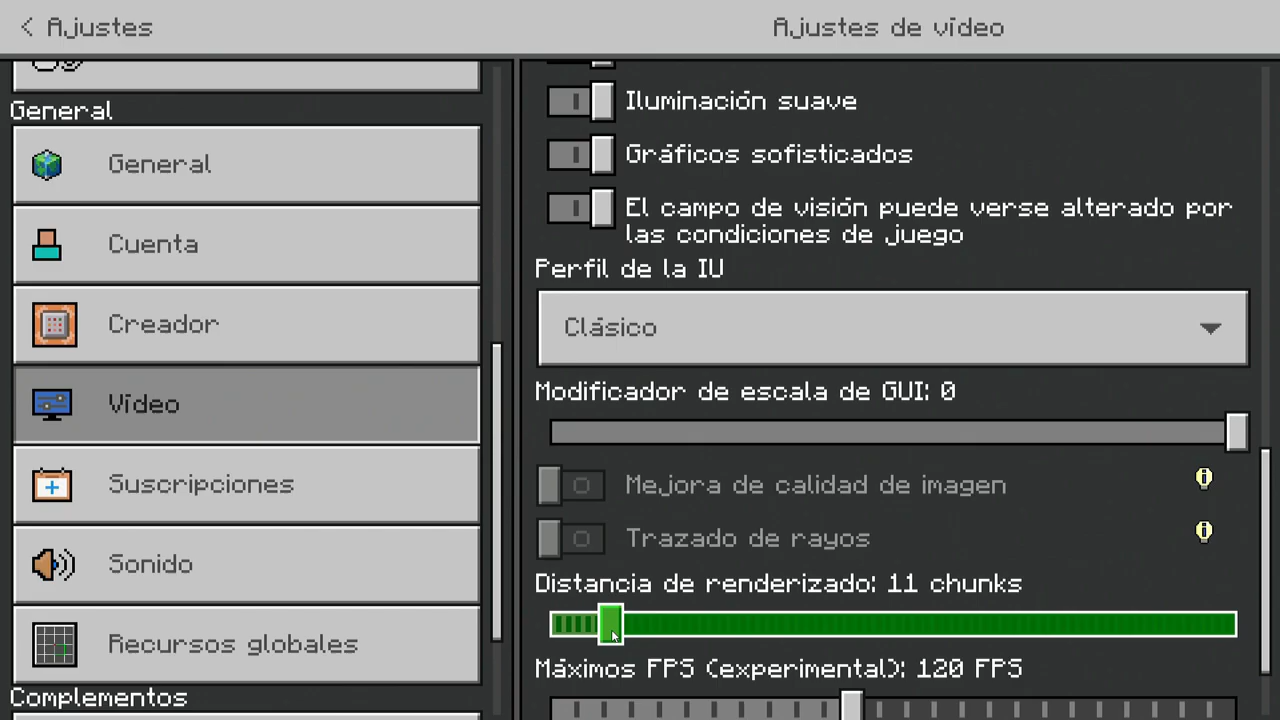 Ajustes
Ajustes de vídeo
General
General
Cuenta
Creador
Vídeo
Suscripciones
Sonido
Recursos globales
Complementos
Iluminación suave
Gráficos sofisticados
El campo de visión puede verse alterado por
las condiciones de juego
Perfil de la IU
Clásico
Modificador de escala de GUI: 0
Mejora de calidad de imagen
Trazado de rayos
Distancia de renderizado: 11 chunks
Máximos FPS (experimental): 120 FPS